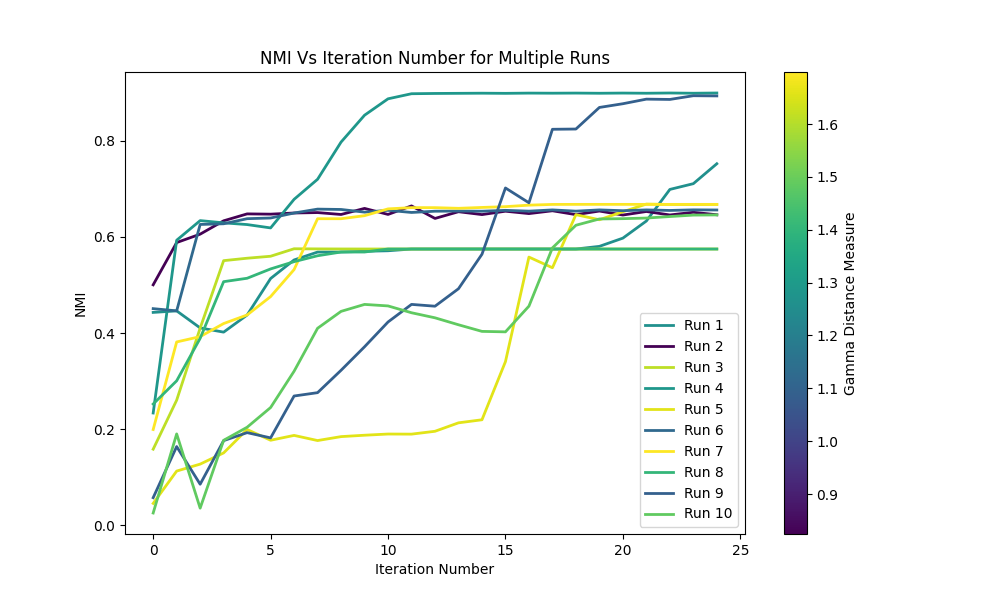 NMI Vs Iteration Number for Multiple Runs
NMI
0.8
0.6
0.4
0.2
0.0
0
5
10
15
20
25
Iteration Number
Run 1
Run 2
Run 3
Run 4
Run 5
Run 6
Run 7
Run 8
Run 9
Run 10
1.6
1.5
1.4
1.3
1.2
1.1
1.0
0.9
Gamma Distance Measure